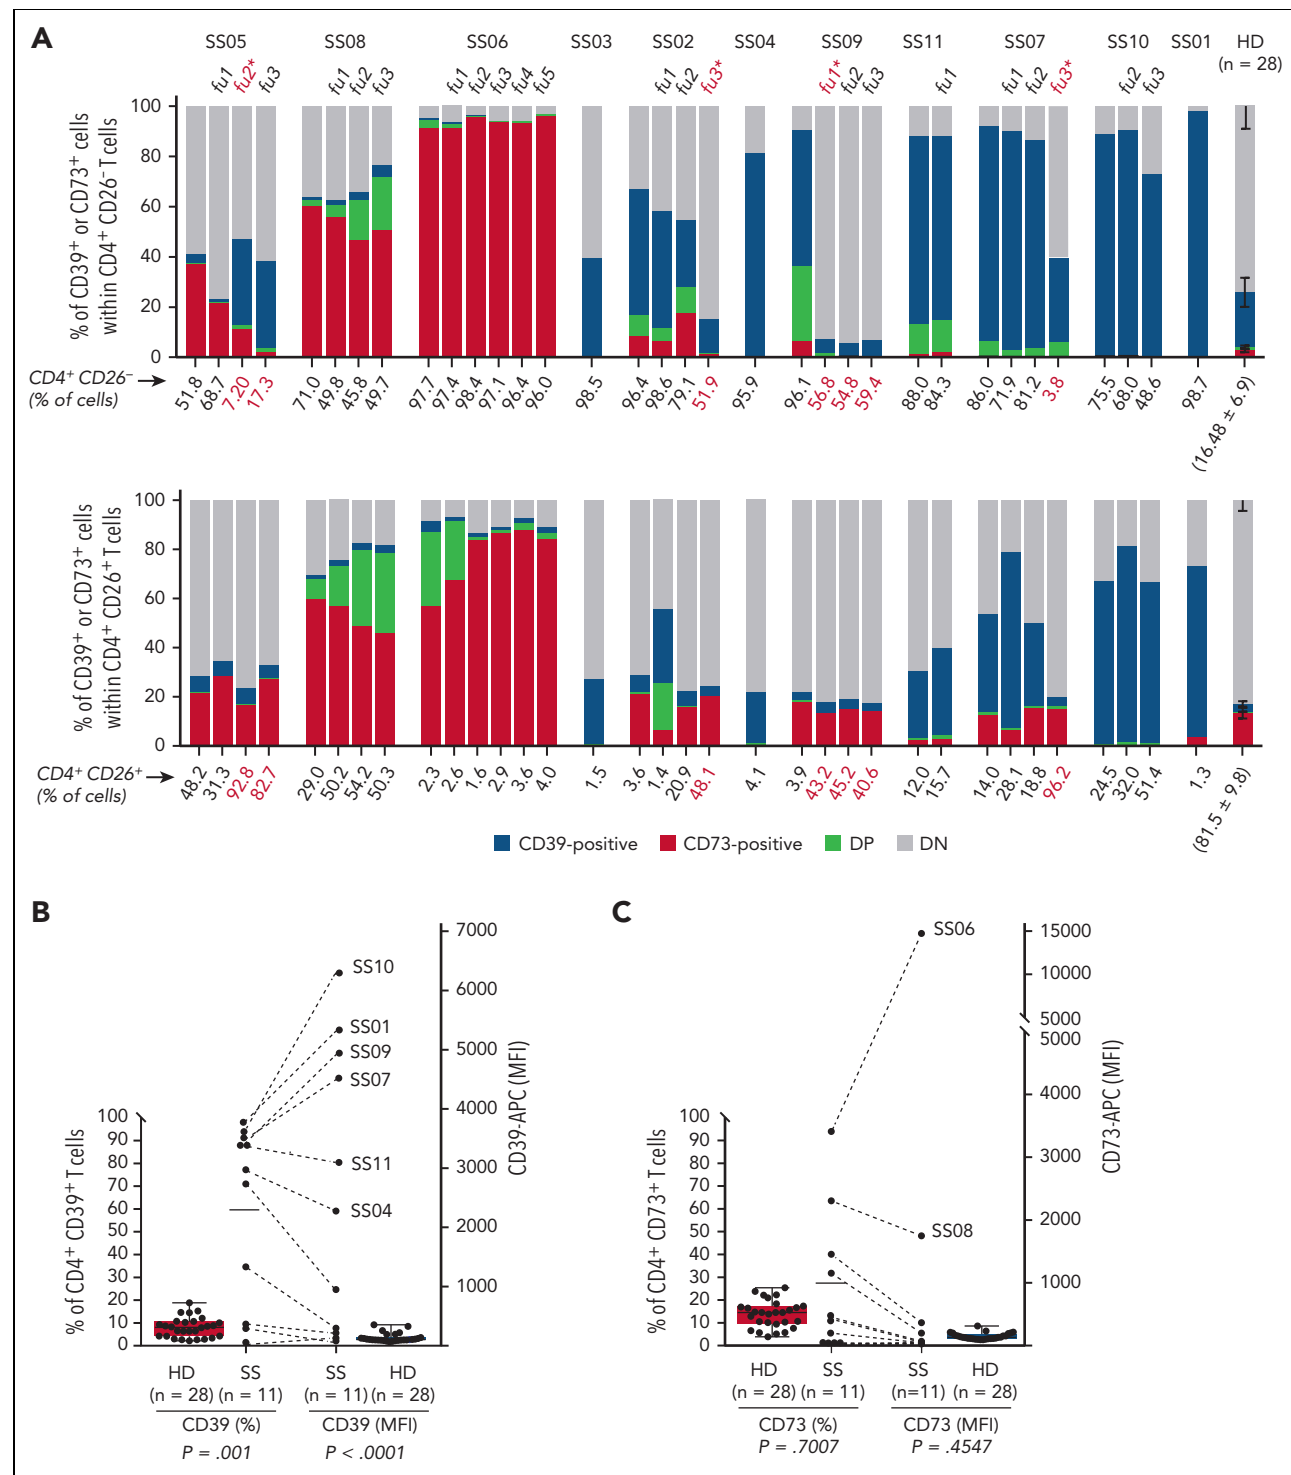 A
SS05 SS08 SS06 SS03 SS02 SS04 SS09 SS11 SS07 SS10 SS01 HD
(n = 28)
fu1 fu2* fu3 fu1 fu2 fu3 fu1 fu2 fu3 fu4 fu5 fu1 fu2 fu3* fu1* fu2 fu3 fu1 fu1 fu2 fu3* fu2 fu3
% of CD39+ or CD73+ cells
within CD4+ CD26− T cells
100
80
60
40
20
0
CD4+ CD26−
(% of cells)
51.8 68.7 7.20 17.3 71.0 49.8 45.8 49.7 97.7 97.4 98.4 97.1 96.4 96.0 98.5 96.4 98.6 79.1 51.9 95.9 96.1 56.8 54.8 59.4 88.0 84.3 86.0 71.9 81.2 3.8 75.5 68.0 48.6 98.7 (16.48 ± 6.9)
% of CD39+ or CD73+ cells
within CD4+ CD26+ T cells
100
80
60
40
20
0
CD4+ CD26+
(% of cells)
48.2 31.3 92.8 82.7 29.0 50.2 54.2 50.3 2.3 2.6 1.6 2.9 3.6 4.0 1.5 3.6 1.4 20.9 48.1 4.1 3.9 43.2 45.2 40.6 12.0 15.7 14.0 28.1 18.8 96.2 24.5 32.0 51.4 1.3 (81.5 ± 9.8)
CD39-positive CD73-positive DP DN
B
% of CD4+ CD39+ T cells
100
90
80
70
60
50
40
30
20
10
0
SS10
SS01
SS09
SS07
SS11
SS04
7000
6000
5000
4000
3000
2000
1000
CD39-APC (MFI)
HD SS SS HD
(n = 28) (n = 11) (n = 11) (n = 28)
CD39 (%) CD39 (MFI)
P = .001 P < .0001
C
% of CD4+ CD73+ T cells
100
90
80
70
60
50
40
30
20
10
0
SS06
SS08
15000
10000
5000
5000
4000
3000
2000
1000
CD73-APC (MFI)
HD SS SS HD
(n = 28) (n = 11) (n=11) (n = 28)
CD73 (%) CD73 (MFI)
P = .7007 P = .4547